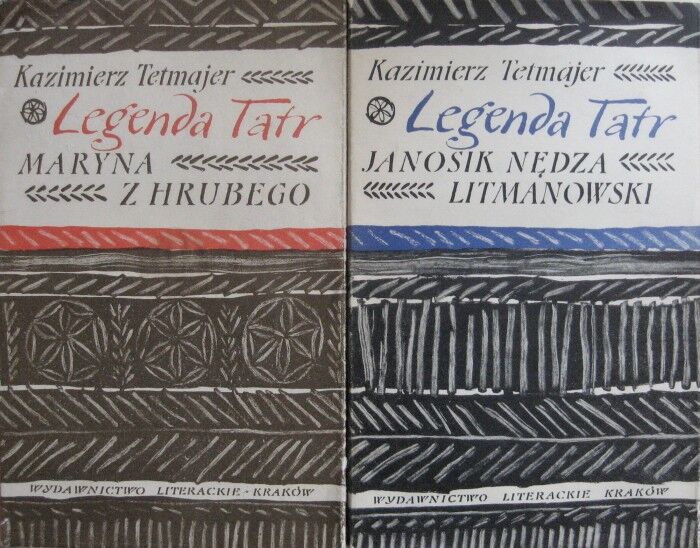 Kazimierz Tetmajer
Legenda Tatr
MARYNA
Z HRUBEGO
WYDAWNICTWO LITERACKIE - KRAKÓW
Kazimierz Tetmajer
Legenda Tatr
JANOSIK NĘDZA
LITMANOWSKI
WYDAWNICTWO LITERACKIE KRAKÓW